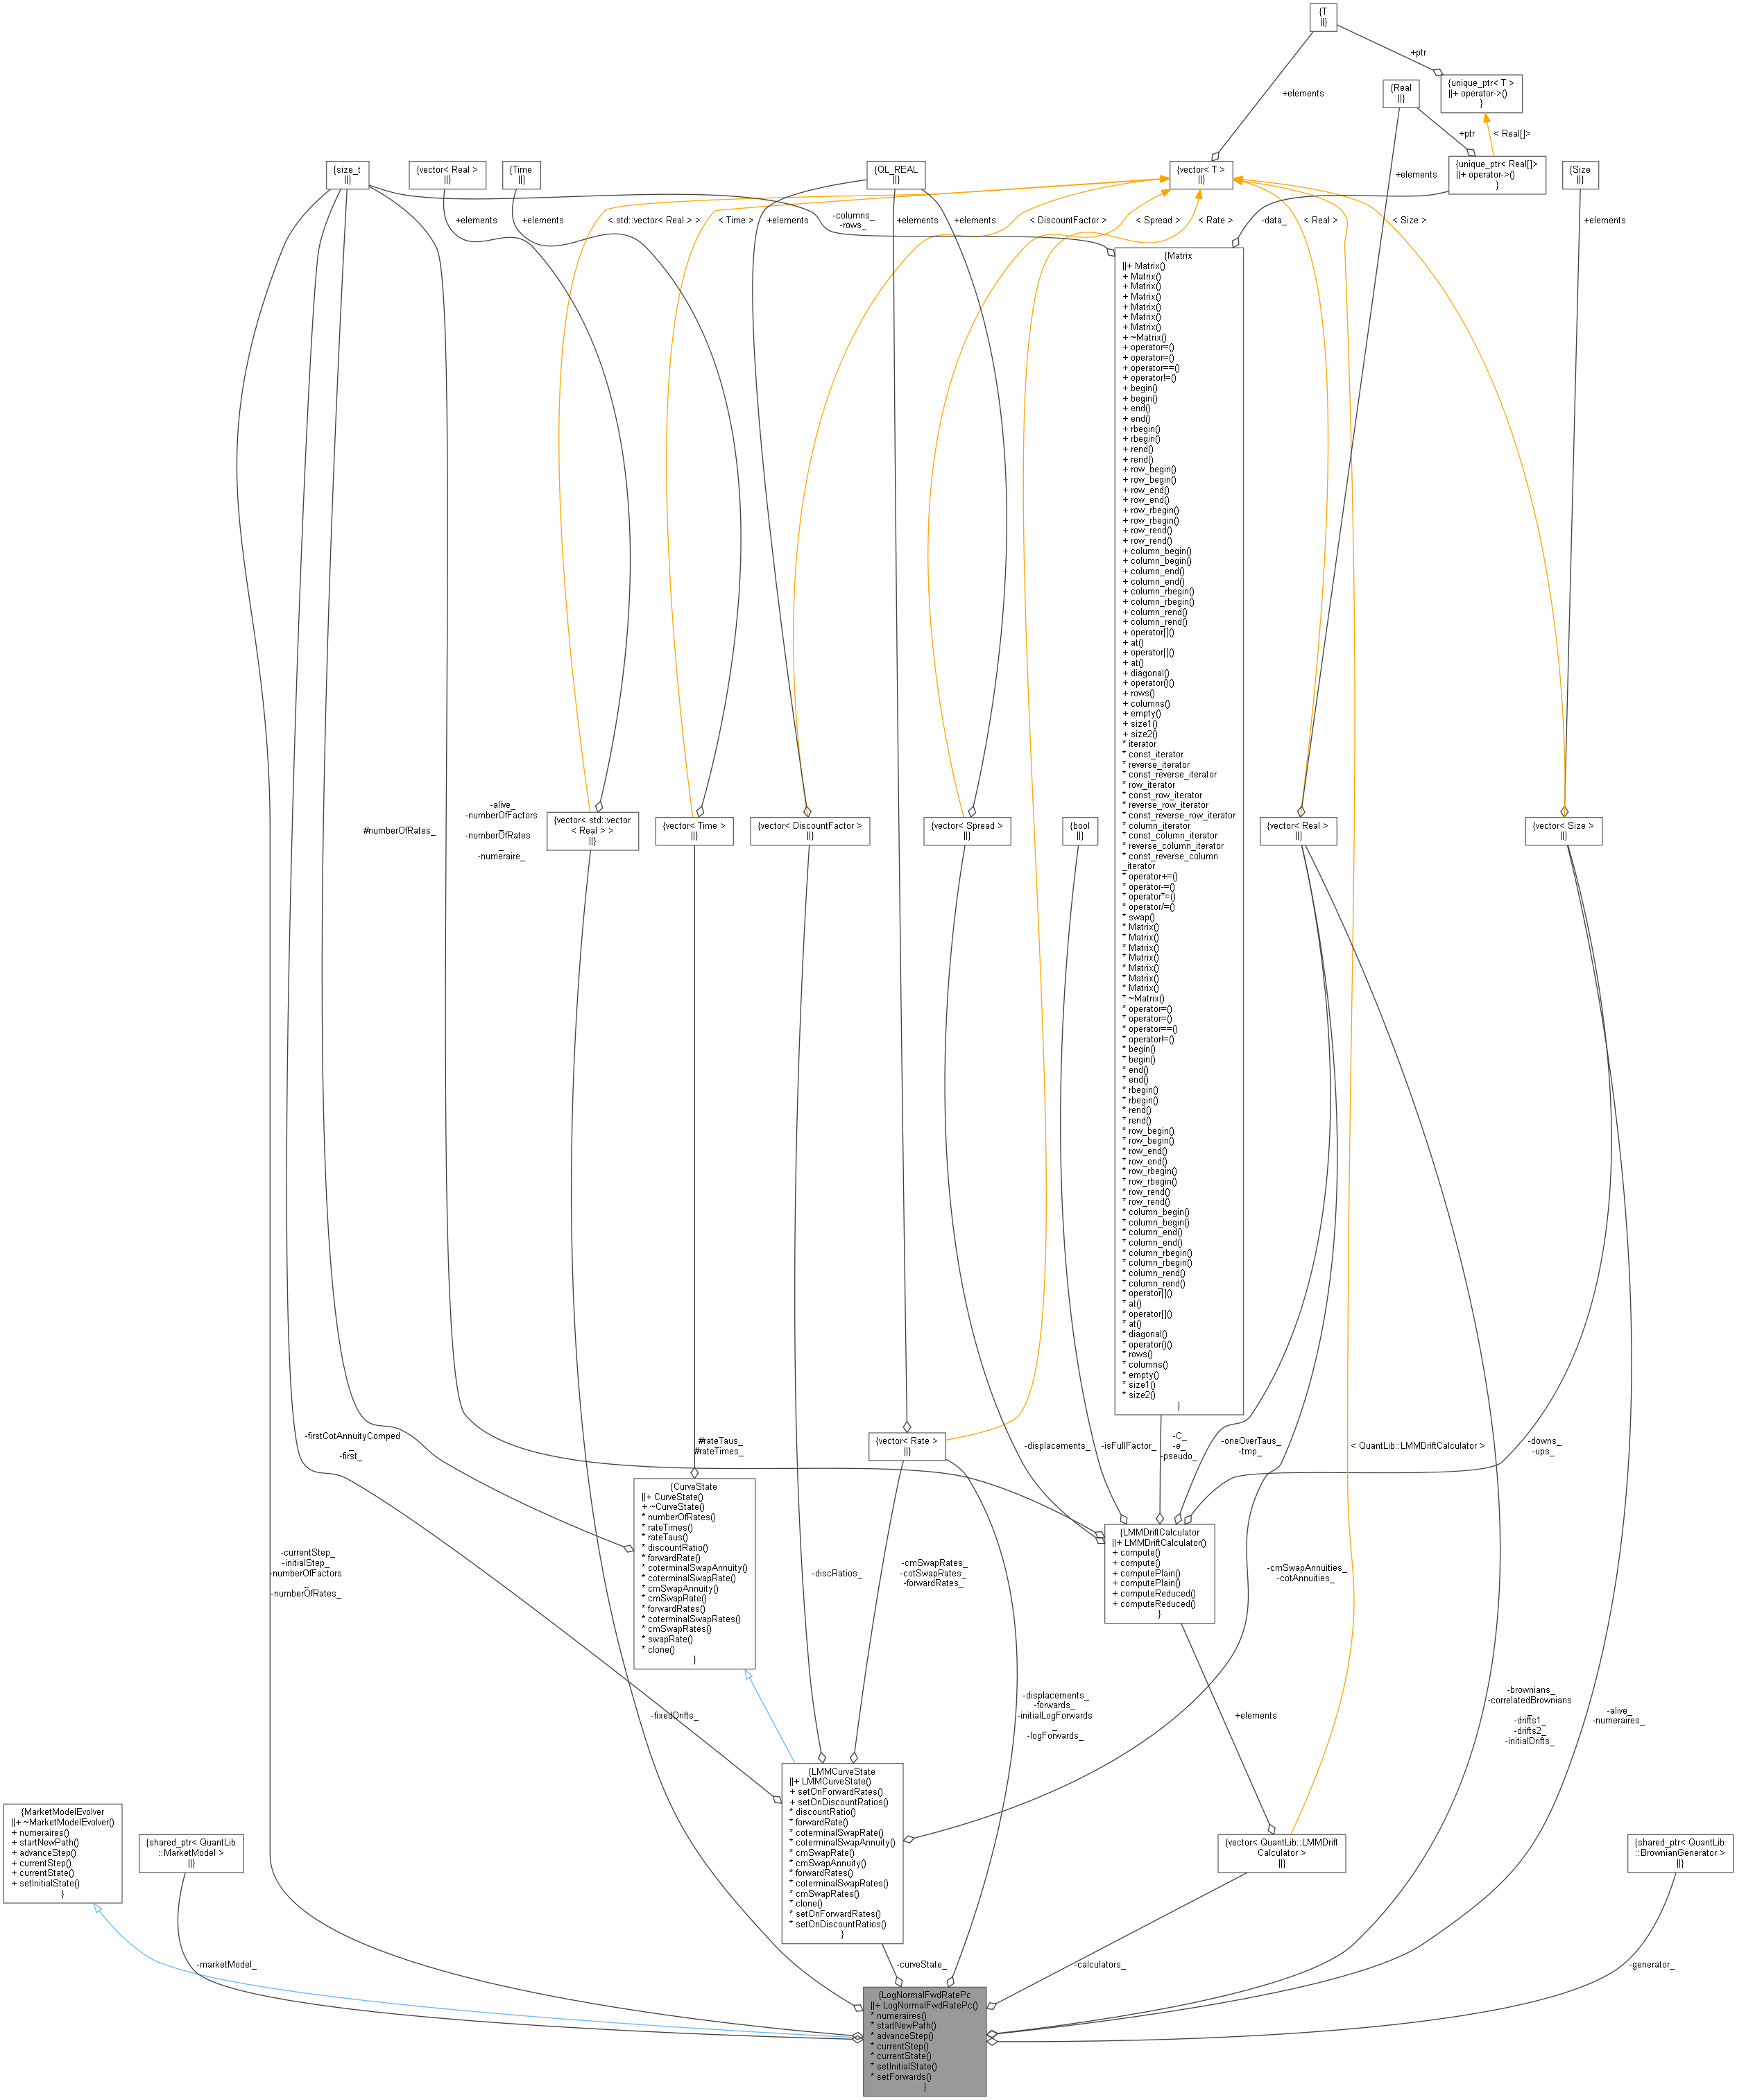 {T
||}
+ptr
{unique_ptr< T >
||+ operator->()
}
+elements
{Real
||}
+ptr
< Real[]>
{unique_ptr< Real[]>
||+ operator->()
}
{size_t
||}
{vector< Real >
||}
{Time
||}
{QL_REAL
||}
{vector< T >
||}
+elements
{Size
||}
+elements
+elements
< std::vector< Real > >
< Time >
+elements
-columns_
-rows_
+elements
+elements
< DiscountFactor >
< Spread >
< Rate >
-data_
< Real >
< Size >
+elements
{Matrix
||+ Matrix()
+ Matrix()
+ Matrix()
+ Matrix()
+ Matrix()
+ Matrix()
+ Matrix()
+ ~Matrix()
+ operator=()
+ operator=()
+ operator==()
+ operator!=()
+ begin()
+ begin()
+ end()
+ end()
+ rbegin()
+ rbegin()
+ rend()
+ rend()
+ row_begin()
+ row_begin()
+ row_end()
+ row_end()
+ row_rbegin()
+ row_rbegin()
+ row_rend()
+ row_rend()
+ column_begin()
+ column_begin()
+ column_end()
+ column_end()
+ column_rbegin()
+ column_rbegin()
+ column_rend()
+ column_rend()
+ operator[]()
+ at()
+ operator[]()
+ at()
+ diagonal()
+ operator()()
+ rows()
+ columns()
+ empty()
+ size1()
+ size2()
* iterator
* const_iterator
* reverse_iterator
* const_reverse_iterator
* row_iterator
* const_row_iterator
* reverse_row_iterator
* const_reverse_row_iterator
* column_iterator
* const_column_iterator
* reverse_column_iterator
* const_reverse_column
_iterator
* operator+=()
* operator-=()
* operator*=()
* operator/=()
* swap()
* Matrix()
* Matrix()
* Matrix()
* Matrix()
* Matrix()
* Matrix()
* Matrix()
* ~Matrix()
* operator=()
* operator=()
* operator==()
* operator!=()
* begin()
* begin()
* end()
* end()
* rbegin()
* rbegin()
* rend()
* rend()
* row_begin()
* row_begin()
* row_end()
* row_end()
* row_rbegin()
* row_rbegin()
* row_rend()
* row_rend()
* column_begin()
* column_begin()
* column_end()
* column_end()
* column_rbegin()
* column_rbegin()
* column_rend()
* column_rend()
* operator[]()
* at()
* operator[]()
* at()
* diagonal()
* operator()()
* rows()
* columns()
* empty()
* size1()
* size2()
}
#numberOfRates_
-alive_
-numberOfFactors
_
-numberOfRates
_
-numeraire_
{vector< std::vector
< Real > >
||}
{vector< Time >
||}
{vector< DiscountFactor >
||}
{vector< Spread >
||}
{bool
||}
{vector< Real >
||}
{vector< Size >
||}
-firstCotAnnuityComped
_
-first_
#rateTaus_
#rateTimes_
{vector< Rate >
||}
-displacements_
-isFullFactor_
-C_
-e_
-pseudo_
-oneOverTaus_
-tmp_
< QuantLib::LMMDriftCalculator >
-downs_
-ups_
{CurveState
||+ CurveState()
+ ~CurveState()
* numberOfRates()
* rateTimes()
* rateTaus()
* discountRatio()
* forwardRate()
* coterminalSwapAnnuity()
* coterminalSwapRate()
* cmSwapAnnuity()
* cmSwapRate()
* forwardRates()
* coterminalSwapRates()
* cmSwapRates()
* swapRate()
* clone()
}
{LMMDriftCalculator
||+ LMMDriftCalculator()
+ compute()
+ compute()
+ computePlain()
+ computePlain()
+ computeReduced()
+ computeReduced()
}
-currentStep_
-initialStep_
-numberOfFactors
_
-numberOfRates_
-discRatios_
-cmSwapRates_
-cotSwapRates_
-forwardRates_
-cmSwapAnnuities_
-cotAnnuities_
-fixedDrifts_
-displacements_
-forwards_
-initialLogForwards
_
-logForwards_
+elements
-brownians_
-correlatedBrownians
_
-drifts1_
-drifts2_
-initialDrifts_
-alive_
-numeraires_
{LMMCurveState
||+ LMMCurveState()
+ setOnForwardRates()
+ setOnDiscountRatios()
* discountRatio()
* forwardRate()
* coterminalSwapRate()
* coterminalSwapAnnuity()
* cmSwapRate()
* cmSwapAnnuity()
* forwardRates()
* coterminalSwapRates()
* cmSwapRates()
* clone()
* setOnForwardRates()
* setOnDiscountRatios()
}
{MarketModelEvolver
||+ ~MarketModelEvolver()
+ numeraires()
+ startNewPath()
+ advanceStep()
+ currentStep()
+ currentState()
+ setInitialState()
}
{shared_ptr< QuantLib
::MarketModel >
||}
{vector< QuantLib::LMMDrift
Calculator >
||}
{shared_ptr< QuantLib
::BrownianGenerator >
||}
-marketModel_
-curveState_
-calculators_
-generator_
{LogNormalFwdRatePc
||+ LogNormalFwdRatePc()
* numeraires()
* startNewPath()
* advanceStep()
* currentStep()
* currentState()
* setInitialState()
* setForwards()
}